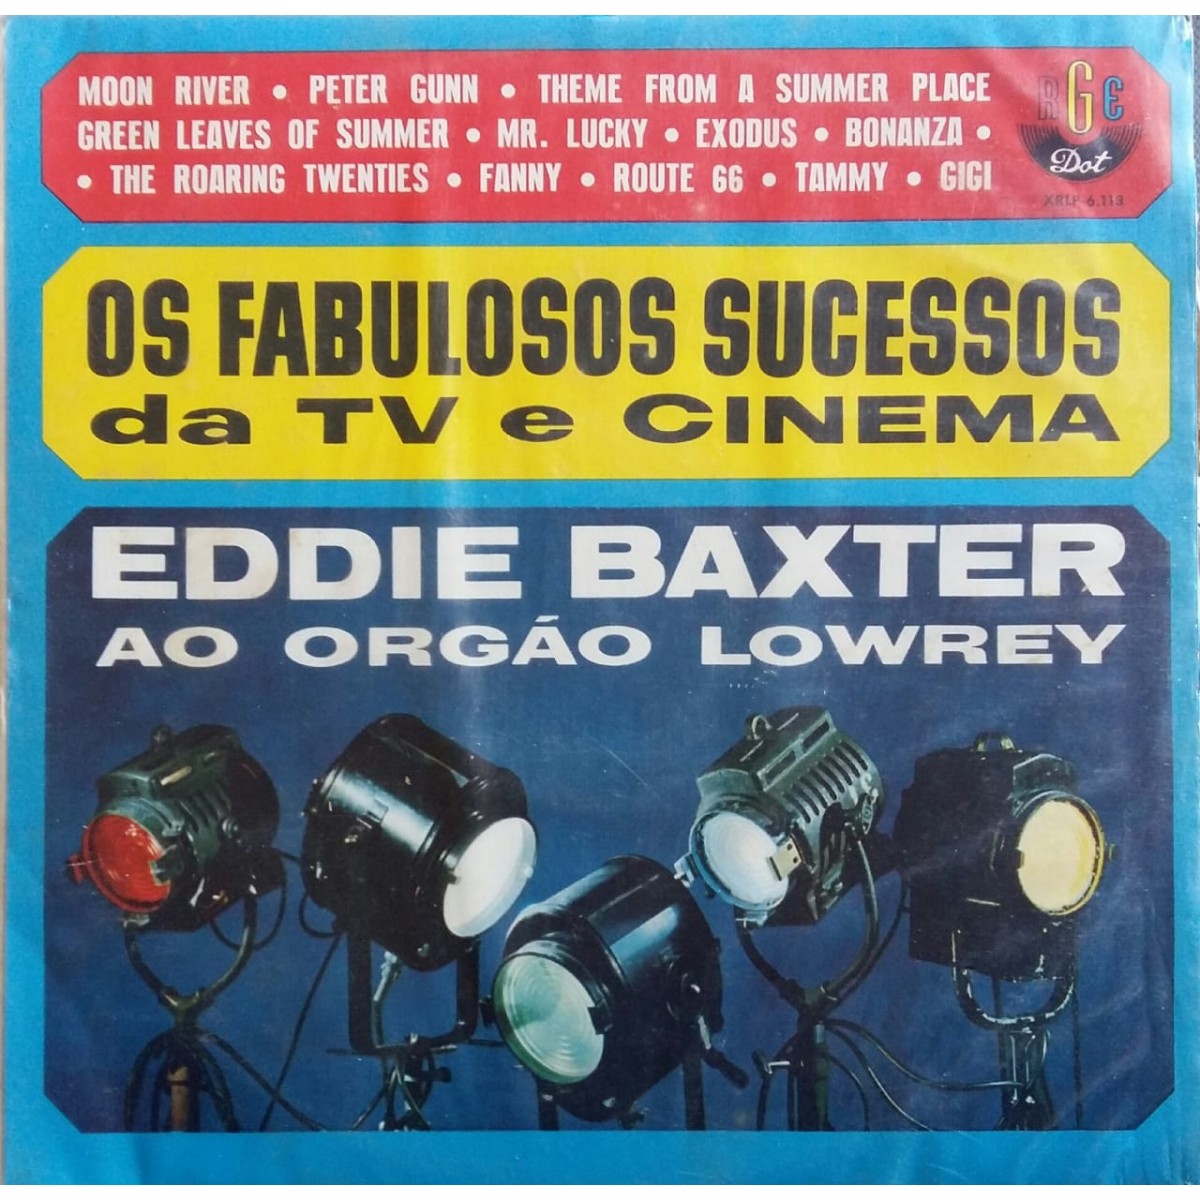 MOON RIVER • PETER GUNN • THEME FROM A SUMMER PLACE
GREEN LEAVES OF SUMMER • MR. LUCKY • EXODUS • BONANZA •
• THE ROARING TWENTIES • FANNY • ROUTE 66 • TAMMY • GIGI
RGE
Dot
XRLP 6.113
OS FABULOSOS SUCESSOS
da TV e CINEMA
EDDIE BAXTER
AO ORGÁO LOWREY